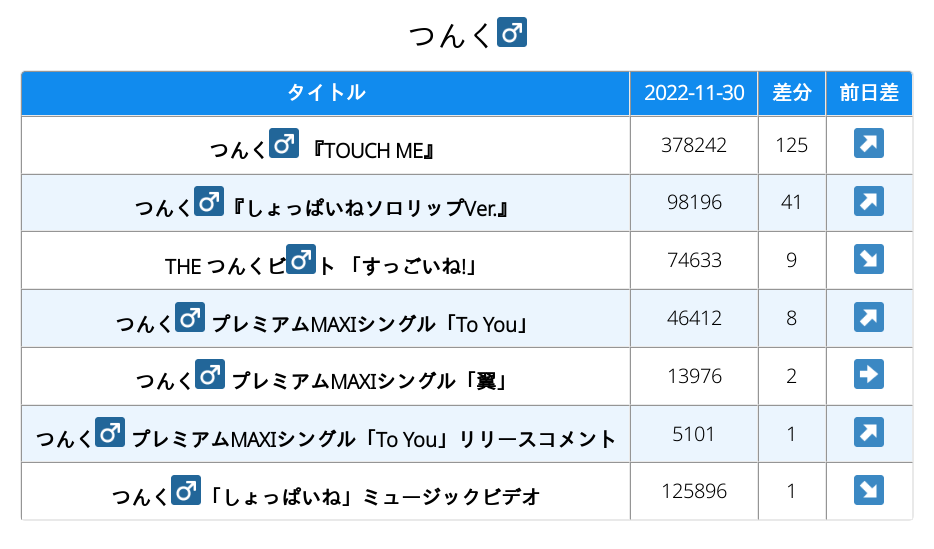 つんく♂
タイトル 2022-11-30 差分 前日差
つんく♂ 『TOUCH ME』 378242 125 ↗
つんく♂『しょっぱいねソロリップVer.』 98196 41 ↗
THE つんくビ♂ト 「すっごいね!」 74633 9 ↘
つんく♂ プレミアムMAXIシングル「To You」 46412 8 ↗
つんく♂ プレミアムMAXIシングル「翼」 13976 2 ➡
つんく♂ プレミアムMAXIシングル「To You」リリースコメント 5101 1 ↗
つんく♂「しょっぱいね」ミュージックビデオ 125896 1 ↘